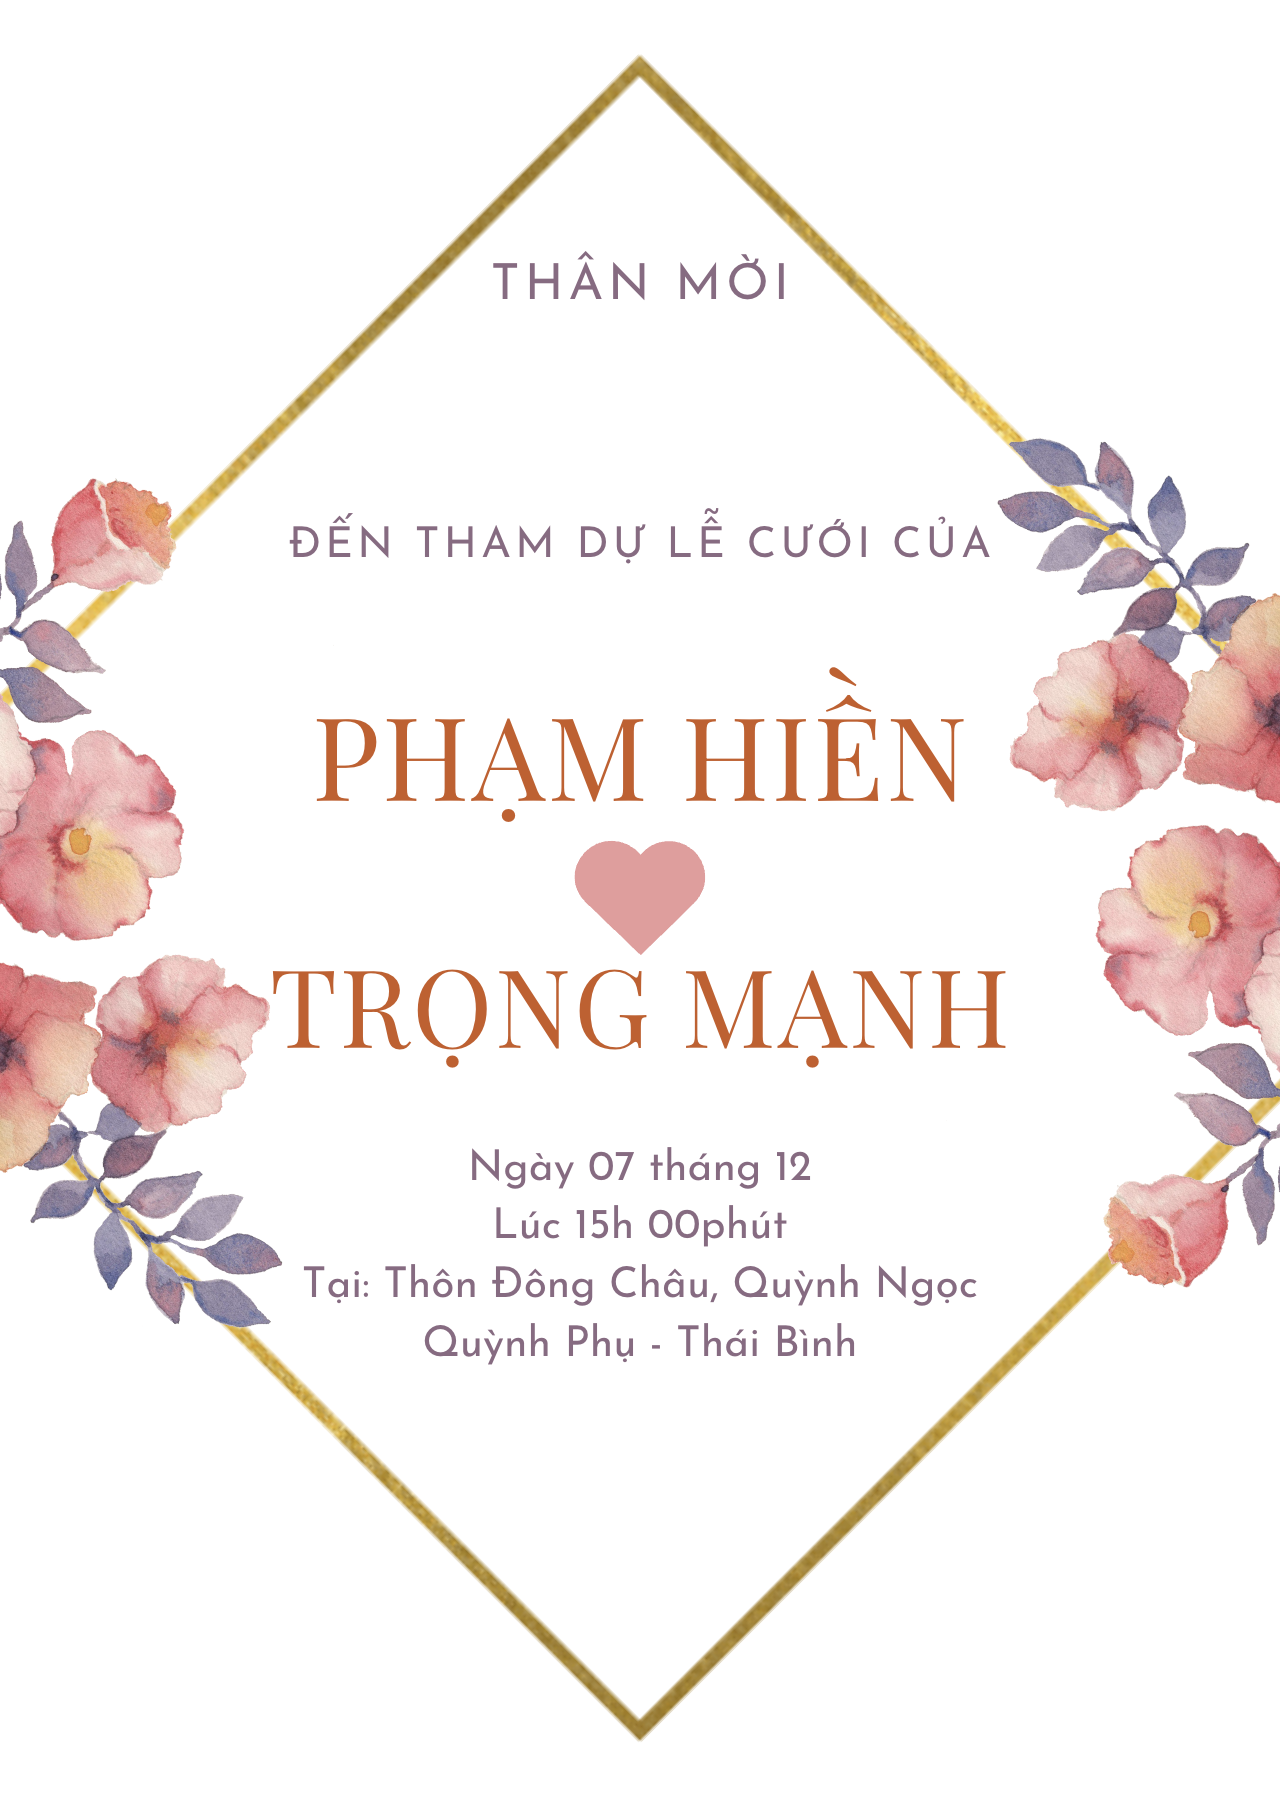 THÂN MỜI
ĐẾN THAM DỰ LỄ CƯỚI CỦA
PHẠM HIỀN
TRỌNG MẠNH
Ngày 07 tháng 12
Lúc 15h 00phút
Tại: Thôn Đông Châu, Quỳnh Ngọc
Quỳnh Phụ - Thái Bình